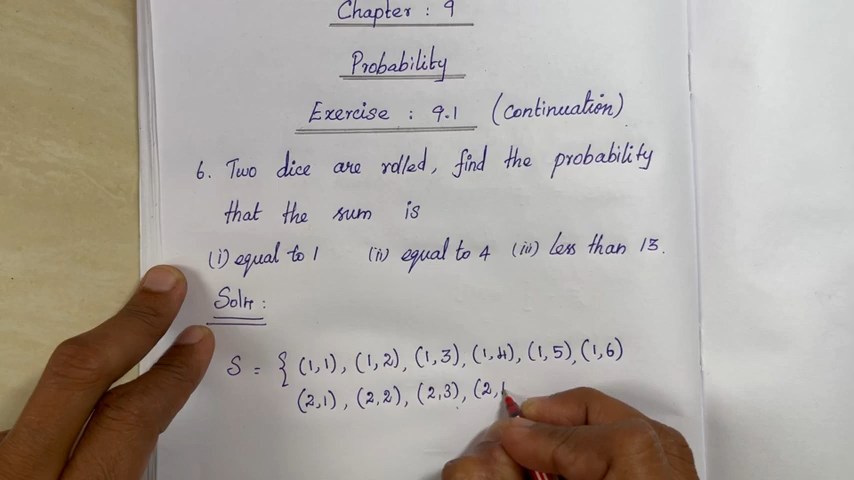 Chapter : 9
Probability
Exercise : 9.1 (continuation)
6. Two dice are rolled, find the probability
that the sum is
(i) equal to 1 (ii) equal to 4 (iii) less than 13.
Soln :
S = { (1,1), (1,2), (1,3), (1,4), (1,5), (1,6)
(2,1), (2,2), (2,3), (2,